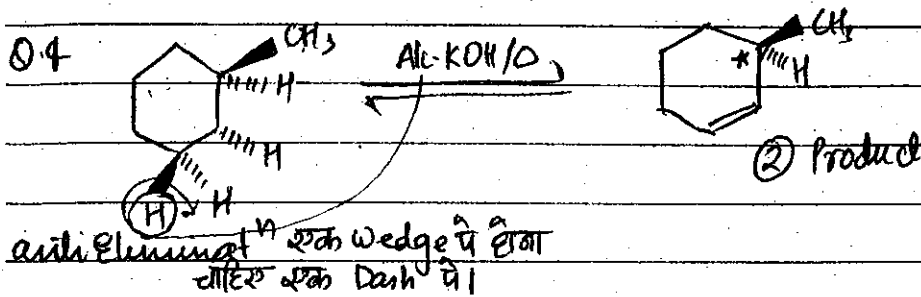 Q.4
CH₃
H
H
H
H
Alc-KOH/Δ
CH₃
*
H
② Product
anti Eliminatⁿ एक wedge पे होना
चाहिए एक Dash पे।